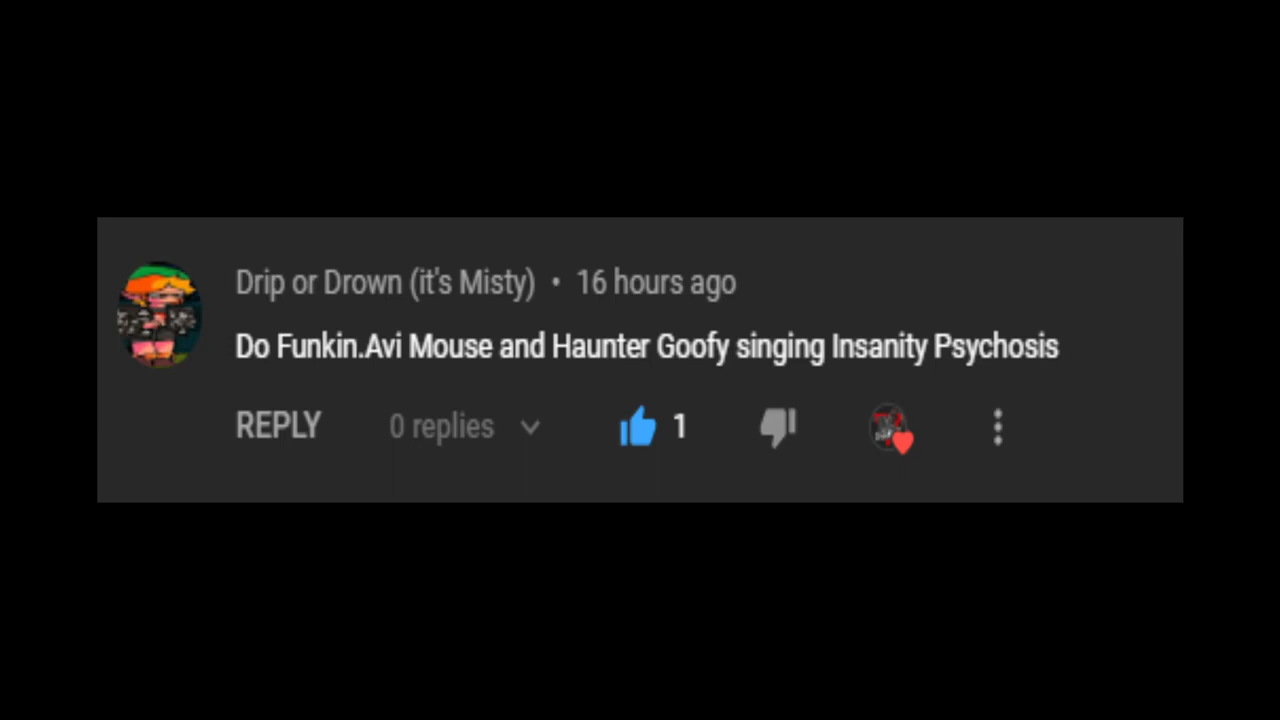 Drip or Drown (it's Misty) • 16 hours ago
Do Funkin.Avi Mouse and Haunter Goofy singing Insanity Psychosis
REPLY 0 replies 1